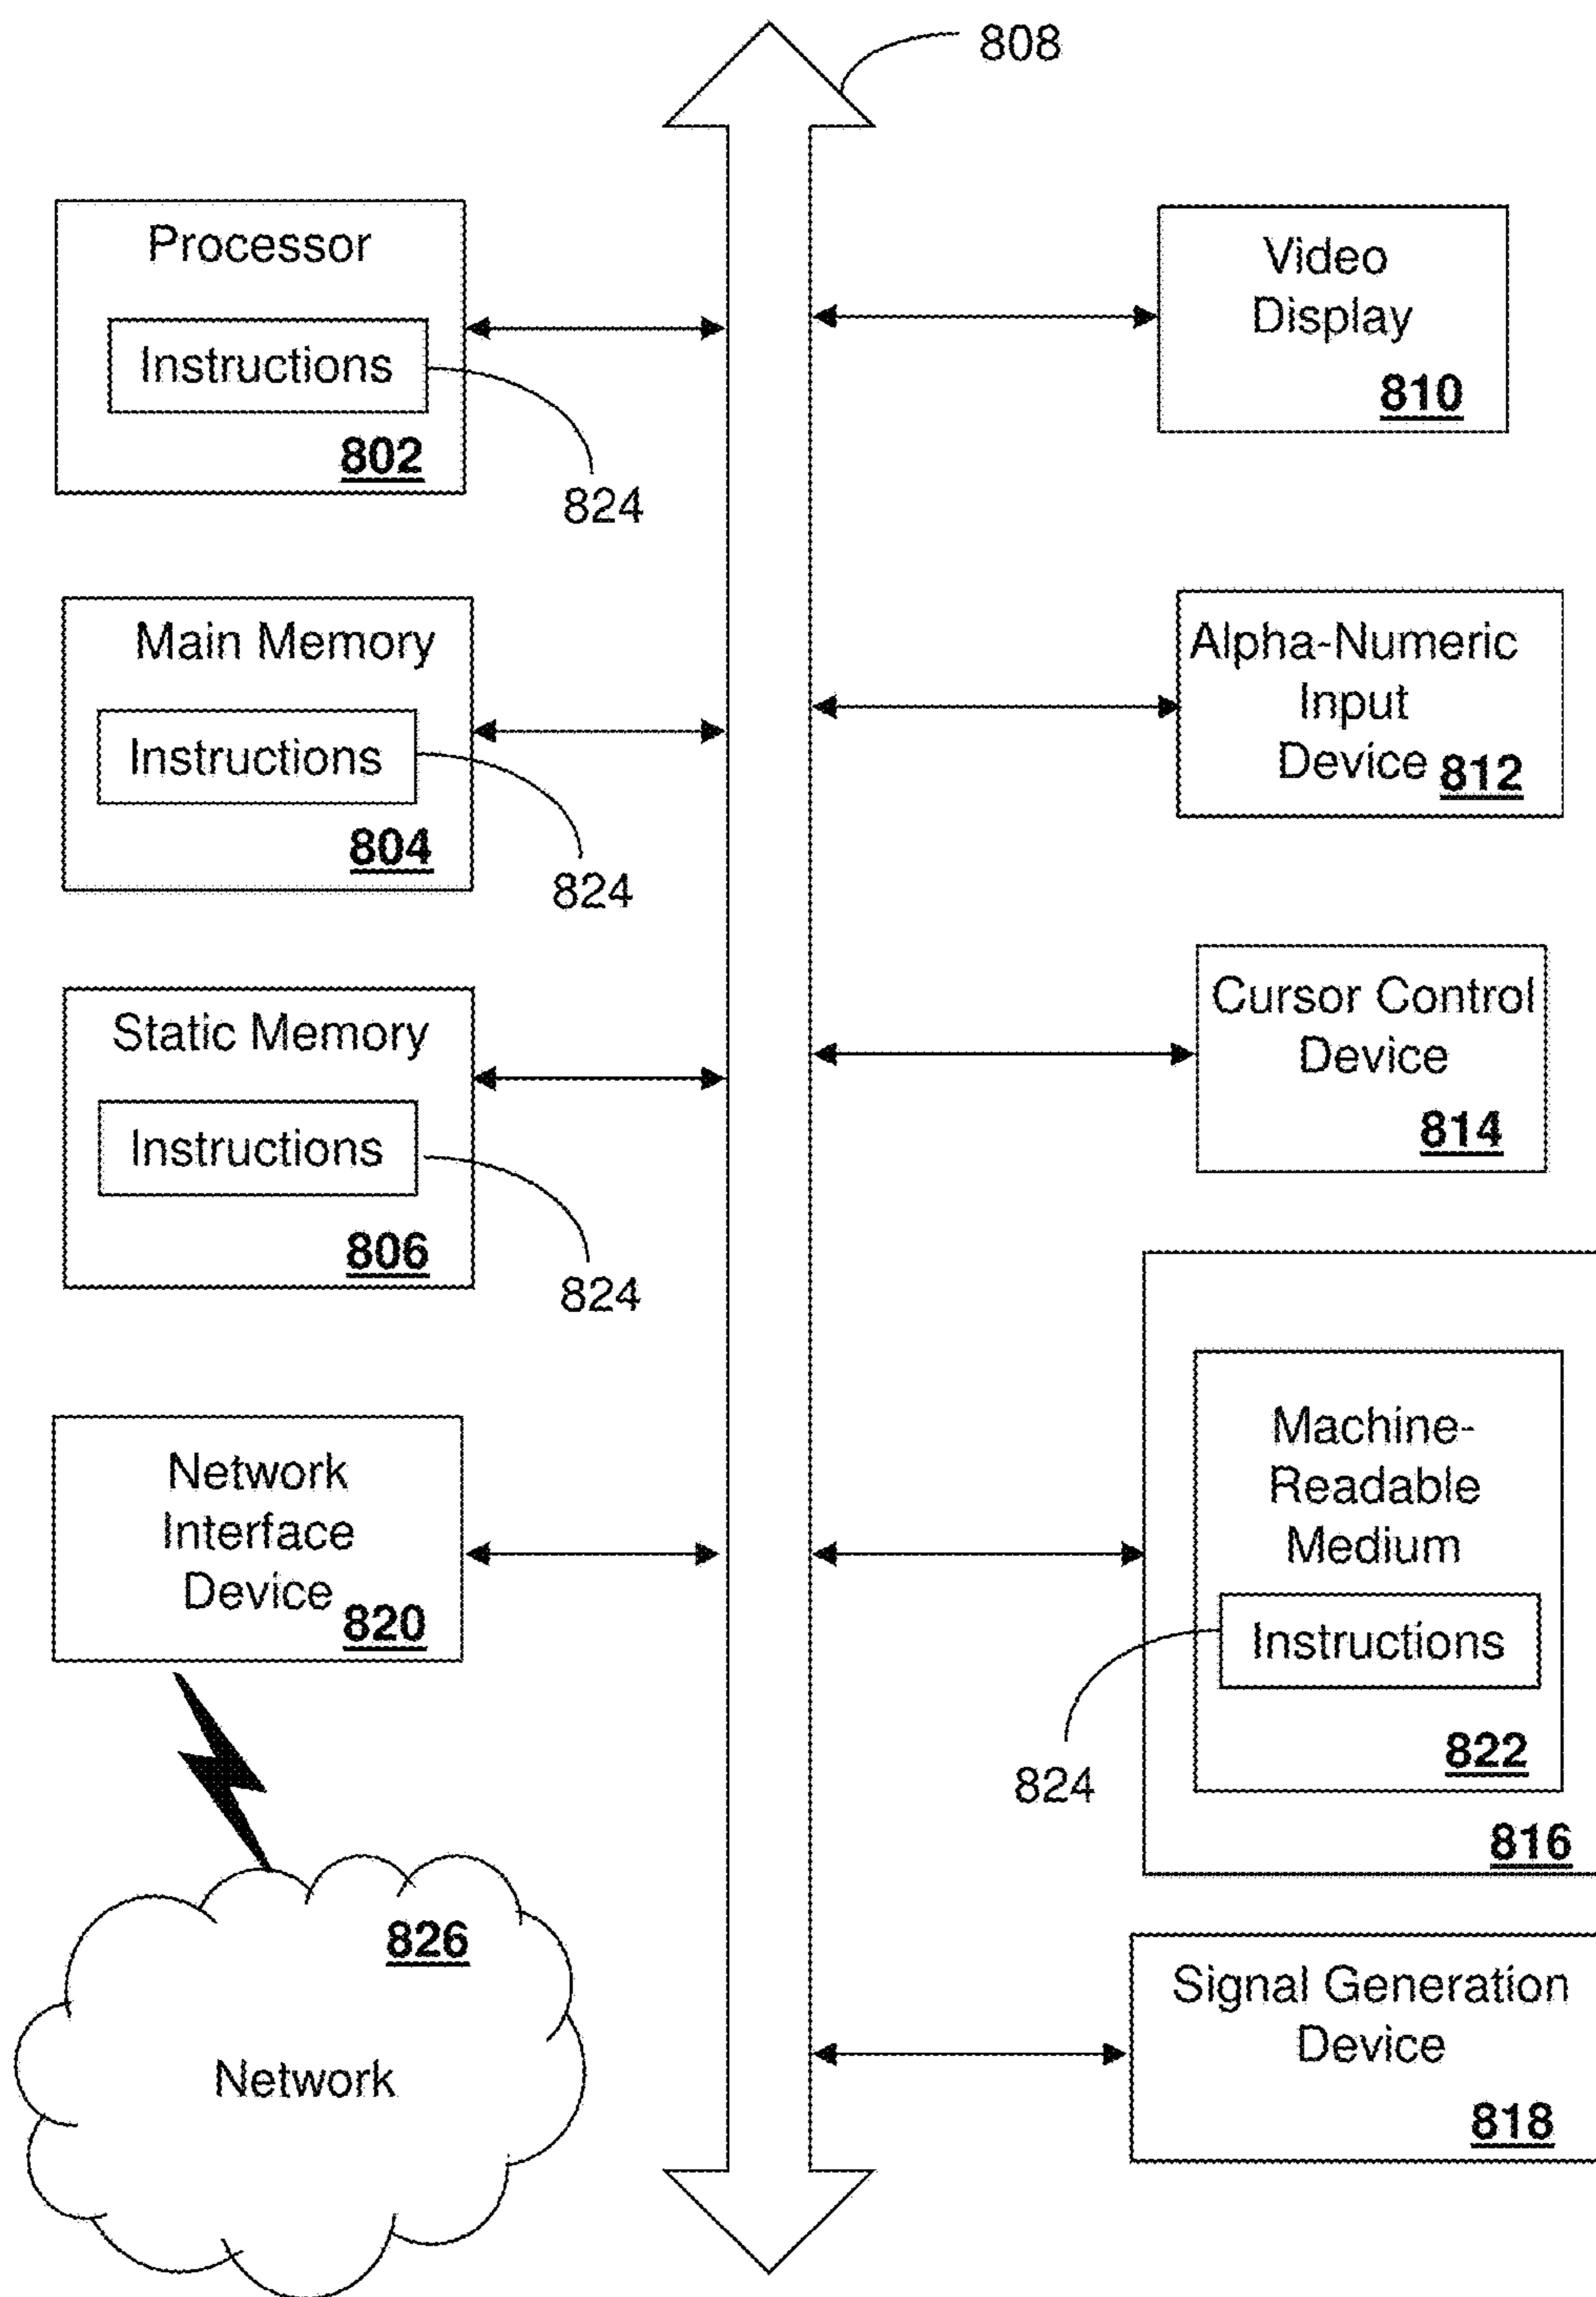 808
Processor
Instructions
802
824
Main Memory
Instructions
804
824
Static Memory
Instructions
806
824
Network
Interface
Device
820
826
Network
Video
Display
810
Alpha-Numeric
Input
Device
812
Cursor Control
Device
814
Machine-
Readable
Medium
Instructions
824
822
816
Signal Generation
Device
818